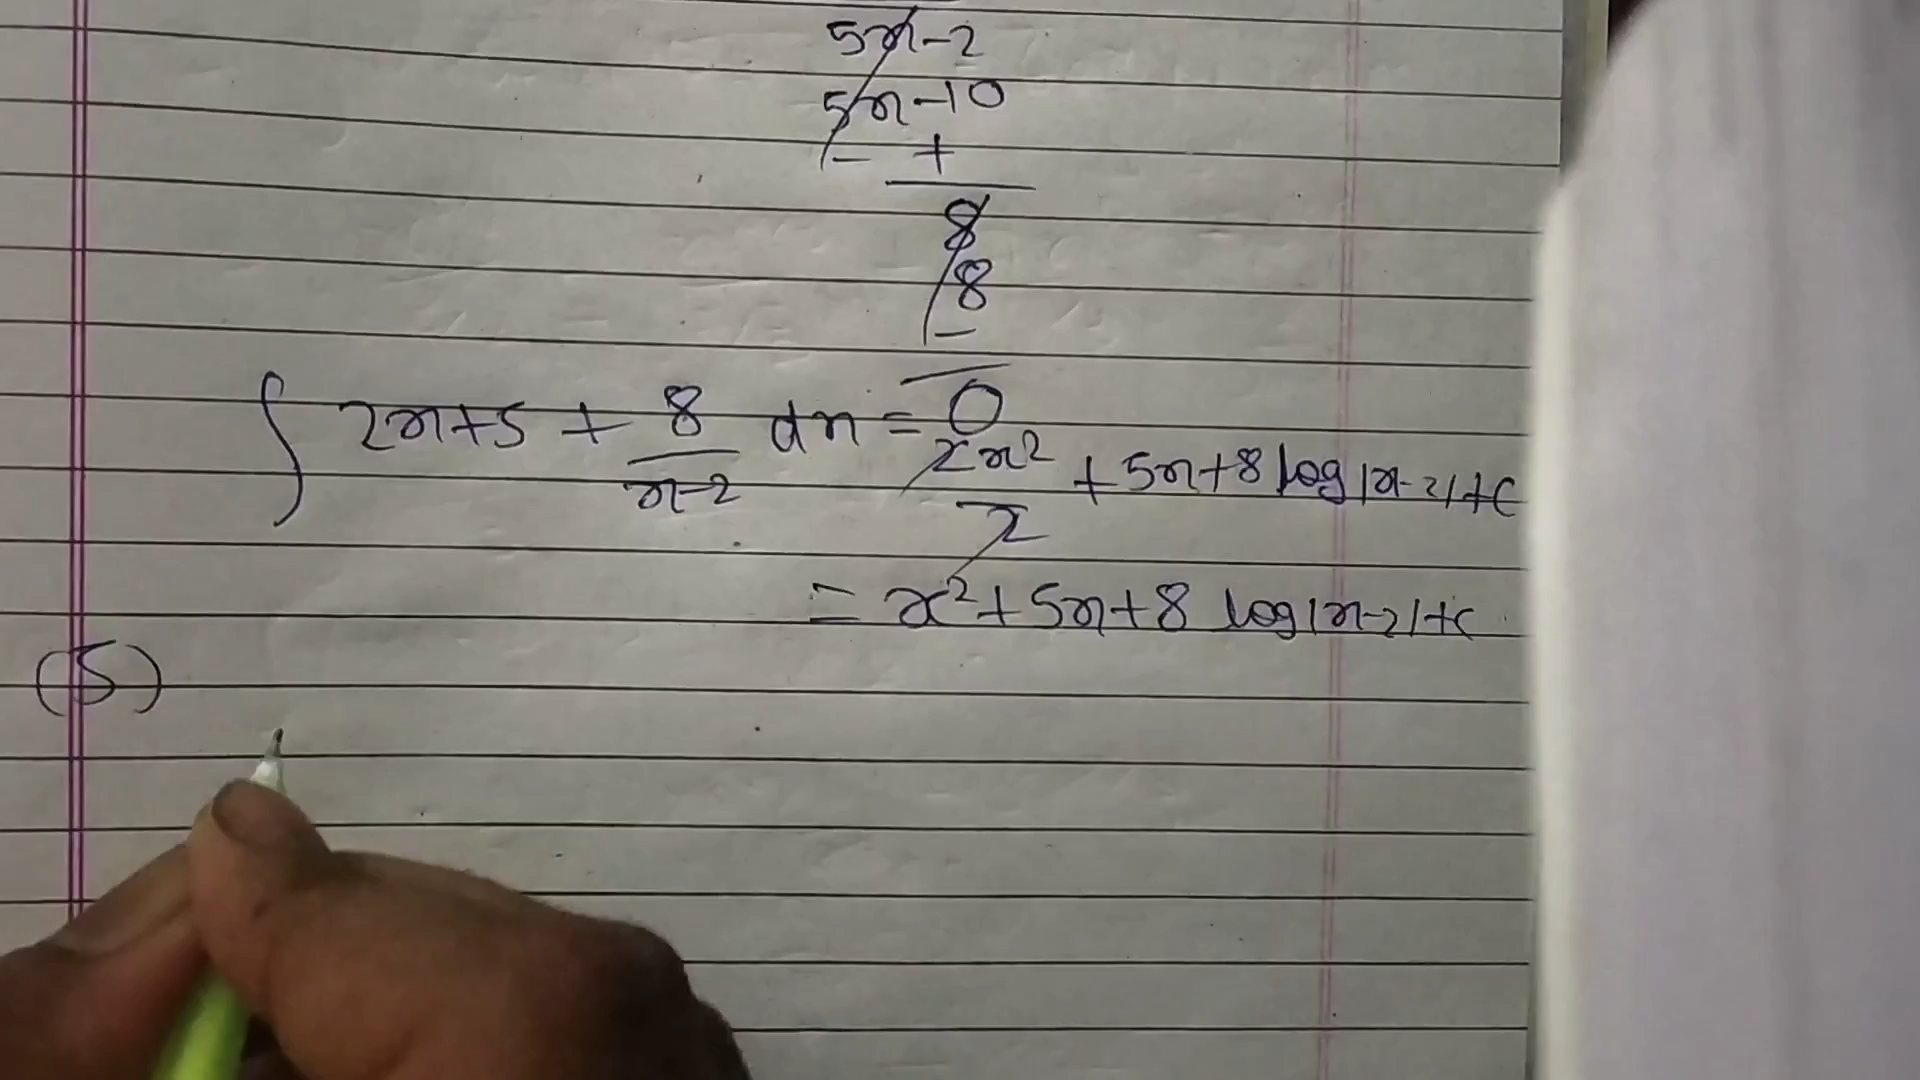 5x-2
5x-10
- +
8
8
-
0
∫ 2x+5 + 8/(x-2) dx = 2x²/2 + 5x+8 log|x-2|+c
= x²+5x+8 log|x-2|+c
(5)